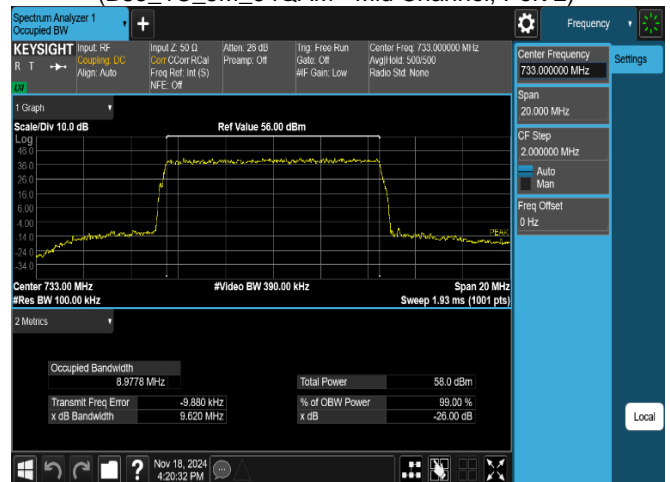 Spectrum Analyzer 1
Occupied BW
Frequency
KEYSIGHT
R T
LW
Input: RF
Coupling: DC
Align: Auto
Input Z: 50 Ω
Corr CCorr RCal
Freq Ref: Int (S)
NFE: Off
Atten: 26 dB
Preamp: Off
Trig: Free Run
Gate: Off
#IF Gain: Low
Center Freq: 733.000000 MHz
Avg|Hold: 500/500
Radio Std: None
Center Frequency
733.000000 MHz
Settings
Span
20.000 MHz
CF Step
2.000000 MHz
Auto
Man
Freq Offset
0 Hz
1 Graph
Scale/Div 10.0 dB
Ref Value 56.00 dBm
Log
46.0
36.0
26.0
16.0
6.00
-4.00
-14.0
-24.0
-34.0
PEAK
Center 733.00 MHz
#Video BW 390.00 kHz
Span 20 MHz
#Res BW 100.00 kHz
Sweep 1.93 ms (1001 pts)
2 Metrics
Occupied Bandwidth
8.9778 MHz
Total Power 58.0 dBm
Transmit Freq Error -9.880 kHz
% of OBW Power 99.00 %
x dB Bandwidth 9.620 MHz
x dB -26.00 dB
Local
Nov 18, 2024
4:20:32 PM